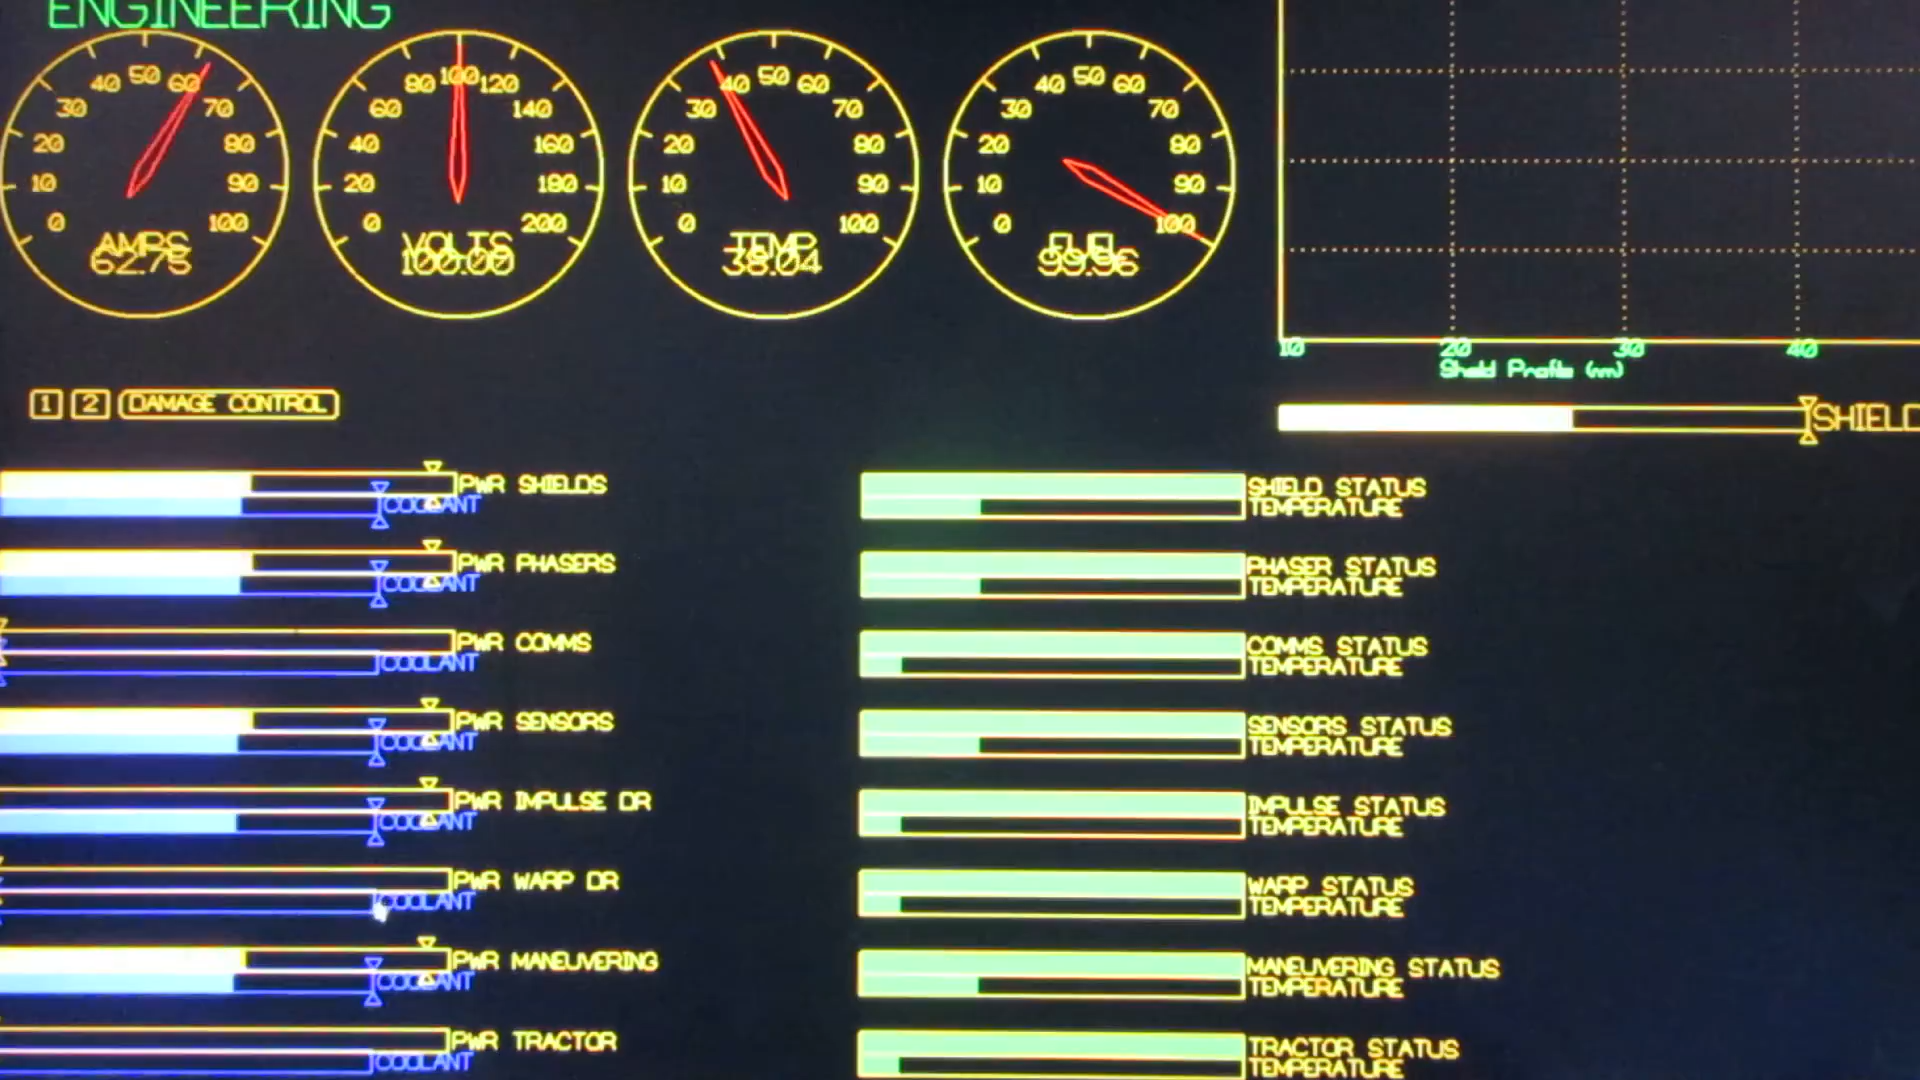 ENGINEERING
0 10 20 30 40 50 60 70 80 90 100
AMPS
62.75
0 20 40 60 80 100 120 140 160 180 200
VOLTS
100.00
0 10 20 30 40 50 60 70 80 90 100
TEMP
38.04
0 10 20 30 40 50 60 70 80 90 100
FUEL
99.96
10 20 30 40
Shield Profile (nm)
SHIELD
1 2 DAMAGE CONTROL
PWR SHIELDS
COOLANT
PWR PHASERS
COOLANT
PWR COMMS
COOLANT
PWR SENSORS
COOLANT
PWR IMPULSE DR
COOLANT
PWR WARP DR
COOLANT
PWR MANEUVERING
COOLANT
PWR TRACTOR
COOLANT
SHIELD STATUS
TEMPERATURE
PHASER STATUS
TEMPERATURE
COMMS STATUS
TEMPERATURE
SENSORS STATUS
TEMPERATURE
IMPULSE STATUS
TEMPERATURE
WARP STATUS
TEMPERATURE
MANEUVERING STATUS
TEMPERATURE
TRACTOR STATUS
TEMPERATURE